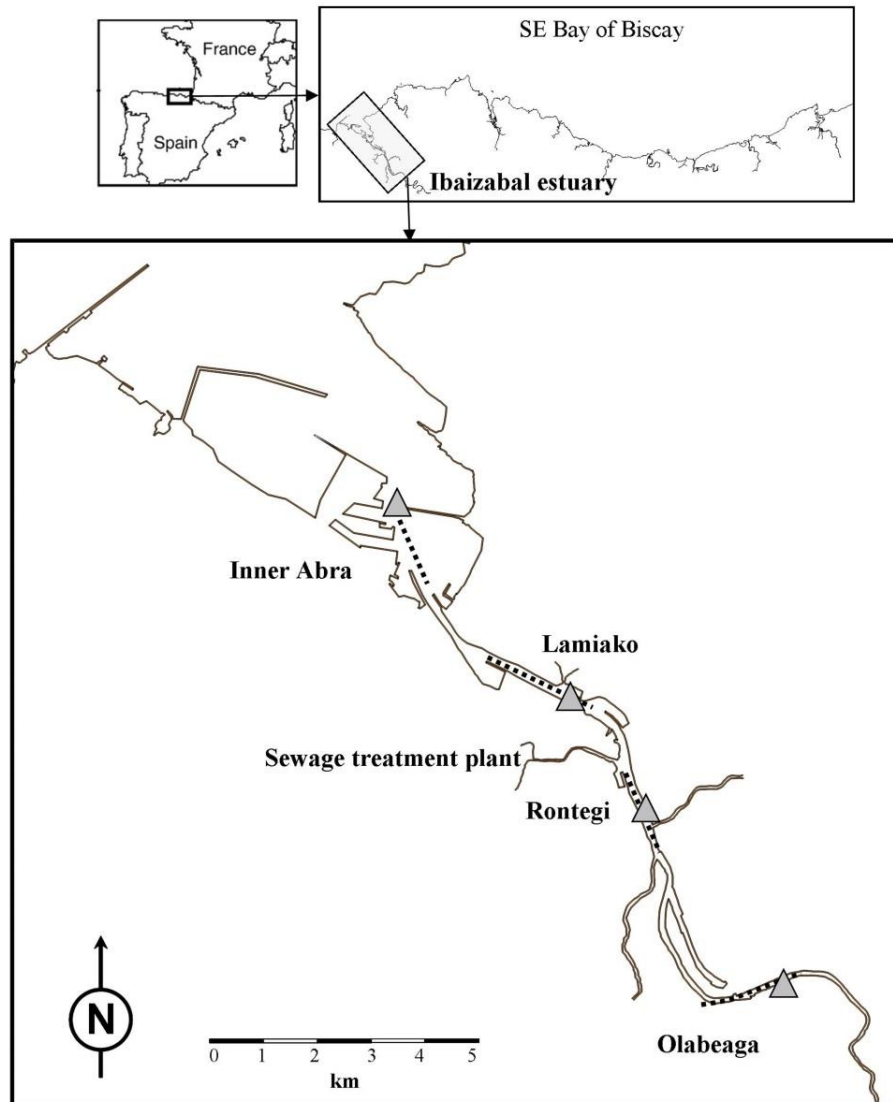 France
Spain
SE Bay of Biscay
Ibaizabal estuary
Inner Abra
Lamiako
Sewage treatment plant
Rontegi
Olabeaga
N
0 1 2 3 4 5
km